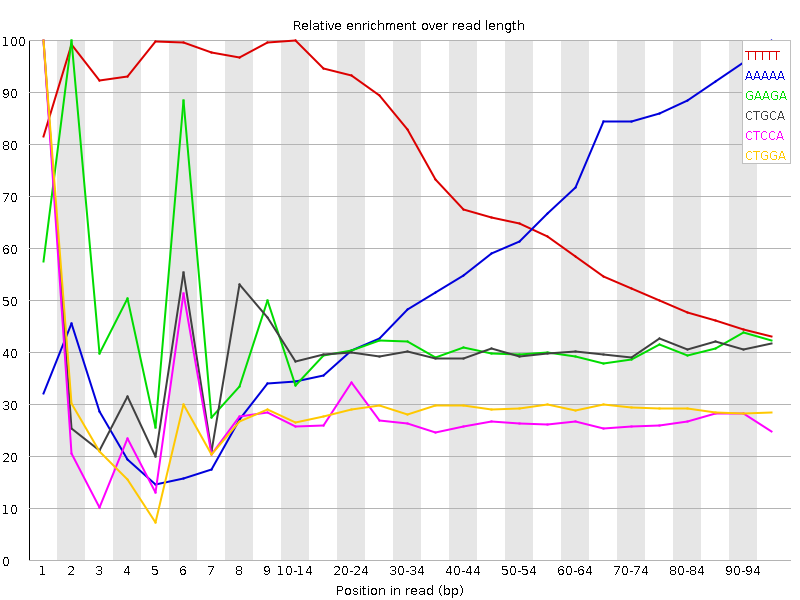 Relative enrichment over read length
100
90
80
70
60
50
40
30
20
10
0
TTTTT
AAAAA
GAAGA
CTGCA
CTCCA
CTGGA
1 2 3 4 5 6 7 8 9 10-14 20-24 30-34 40-44 50-54 60-64 70-74 80-84 90-94
Position in read (bp)